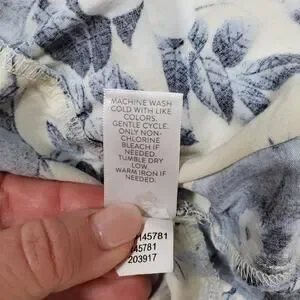 MACHINE WASH
COLD WITH LIKE
COLORS.
GENTLE CYCLE.
ONLY NON-
CHLORINE
BLEACH IF
NEEDED.
TUMBLE DRY
LOW.
WARM IRON IF
NEEDED.
145781
45781
203917